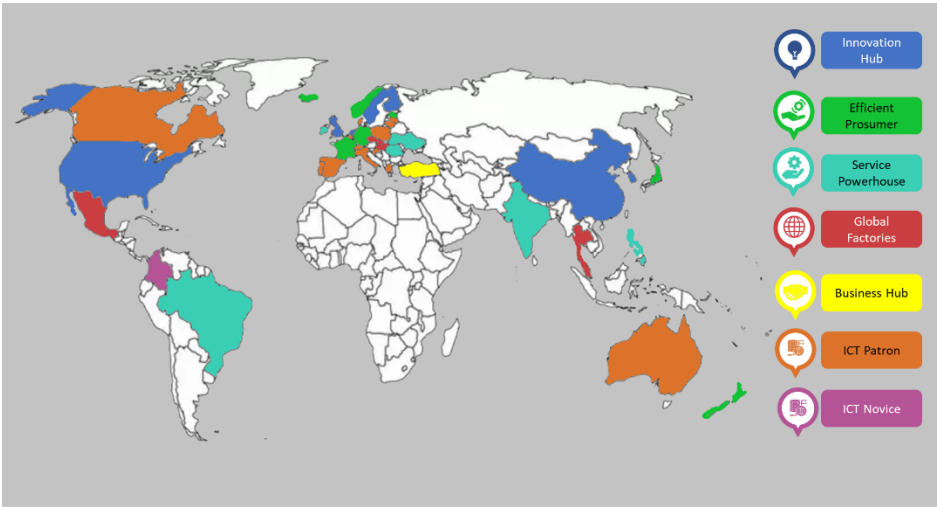 Innovation
Hub
Efficient
Prosumer
Service
Powerhouse
Global
Factories
Business Hub
ICT Patron
ICT Novice